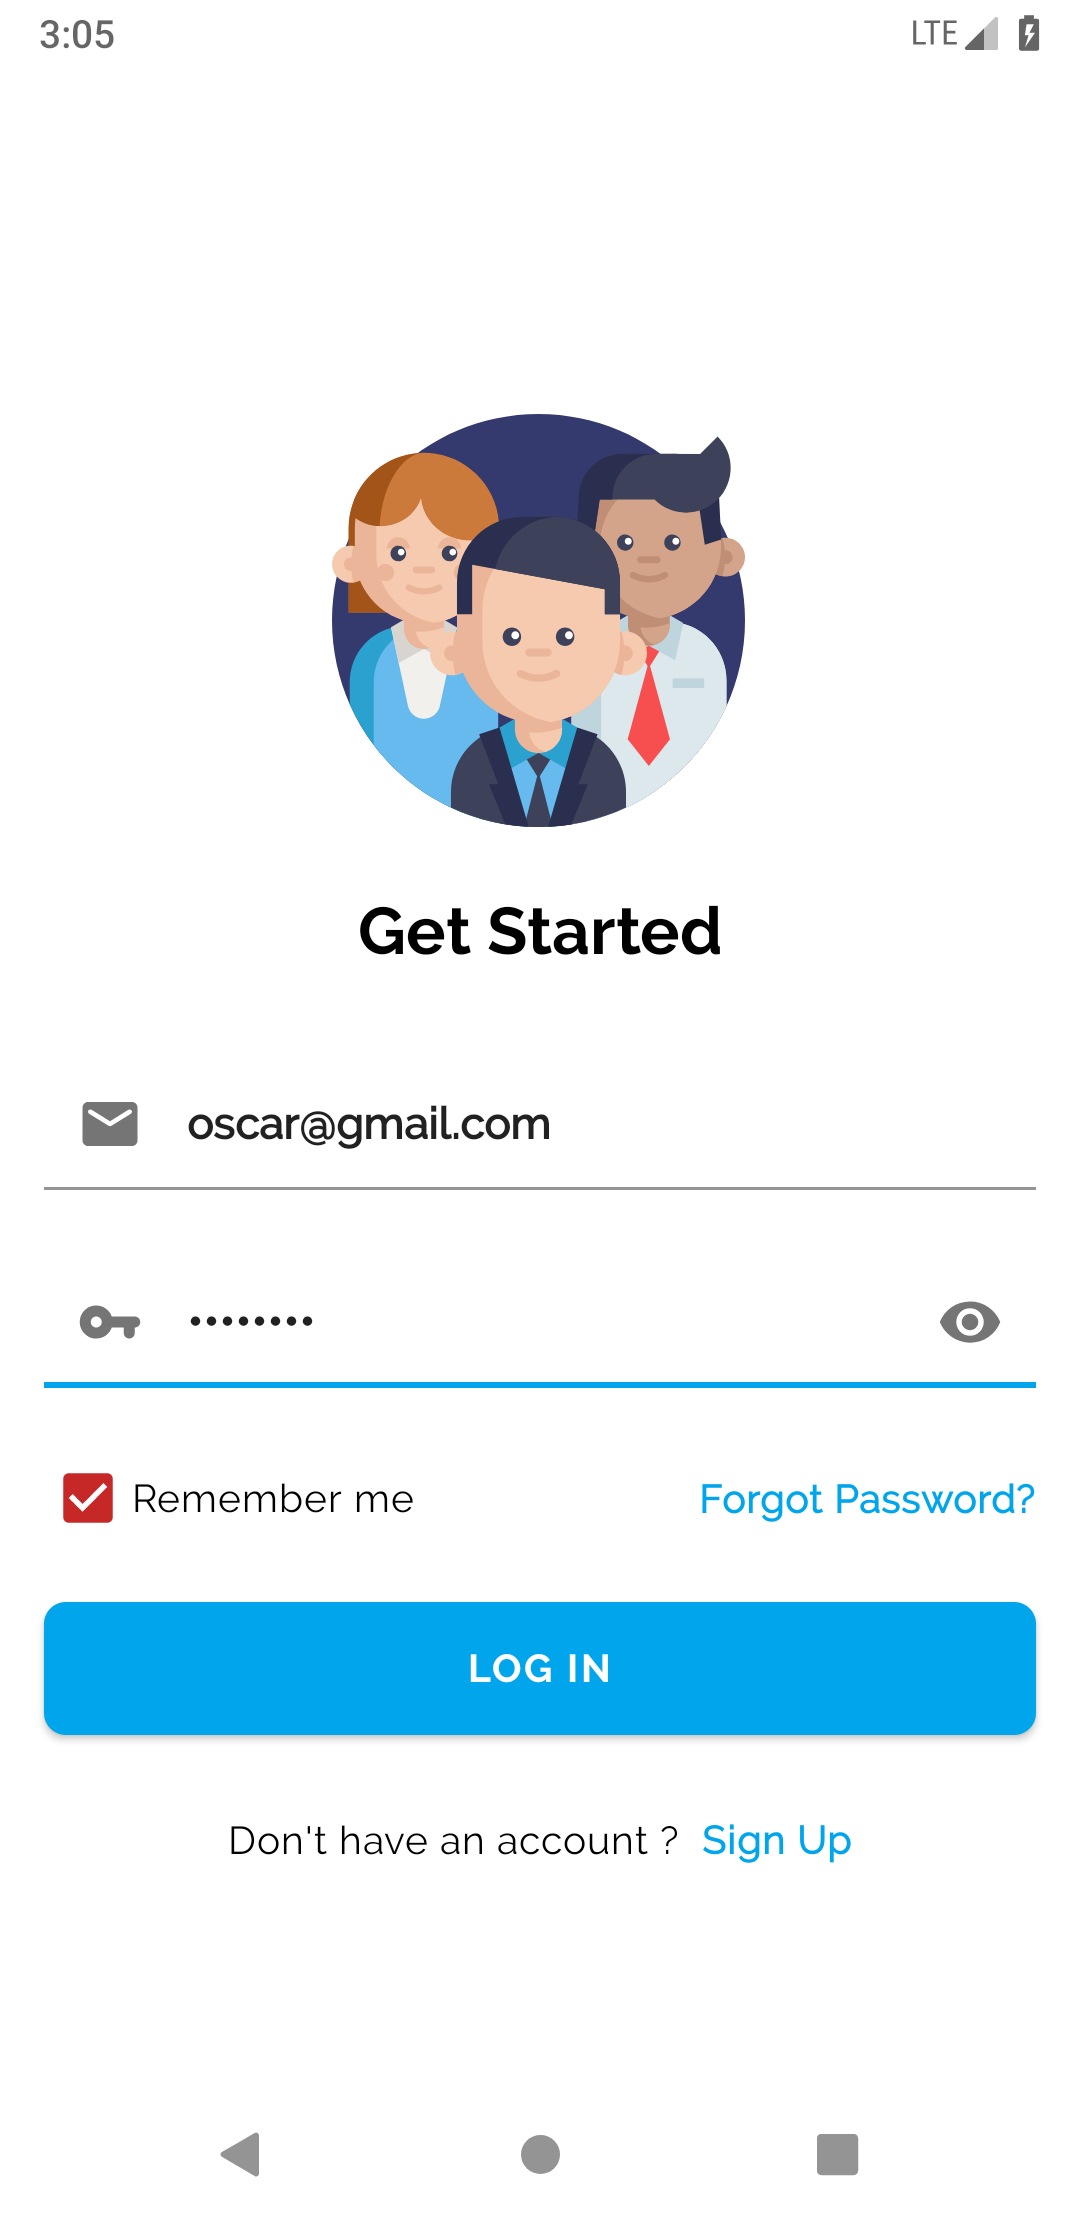 3:05 LTE
Get Started
oscar@gmail.com
••••••••
Remember me Forgot Password?
LOG IN
Don't have an account ? Sign Up